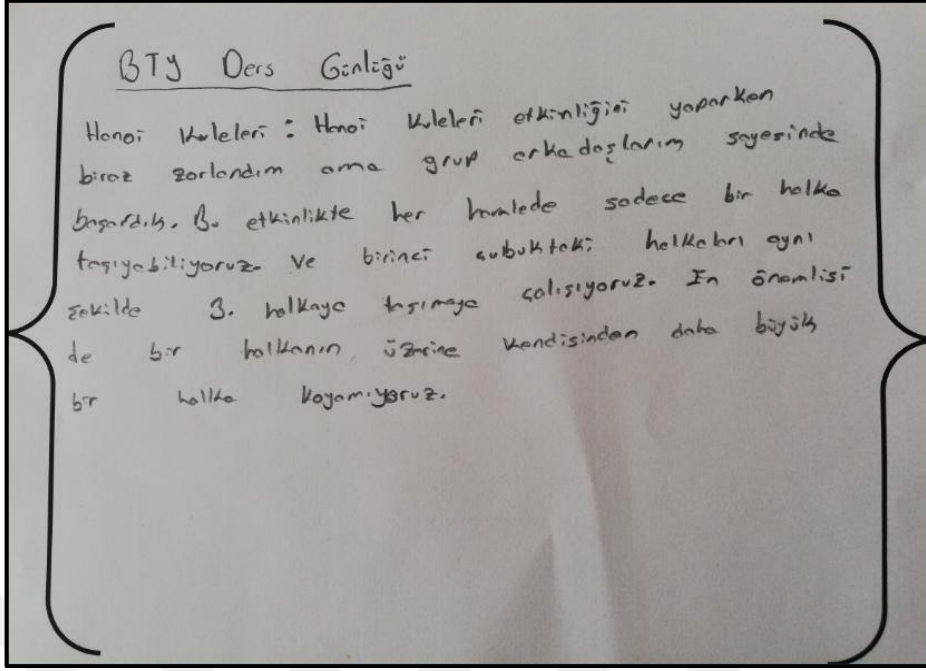 BTY Ders Günlüğü
Hanoi Kuleleri : Hanoi Kuleleri etkinliğini yaparken
biraz zorlandım ama grup arkadaşlarım sayesinde
başardık. Bu etkinlikte her hamlede sadece bir halka
taşıyabiliyoruz. Ve birinci çubuktaki halkaları aynı
şekilde 3. halkaya taşımaya çalışıyoruz. En önemlisi
de bir halkanın üzerine kendisinden daha büyük
bir halka koyamıyoruz.